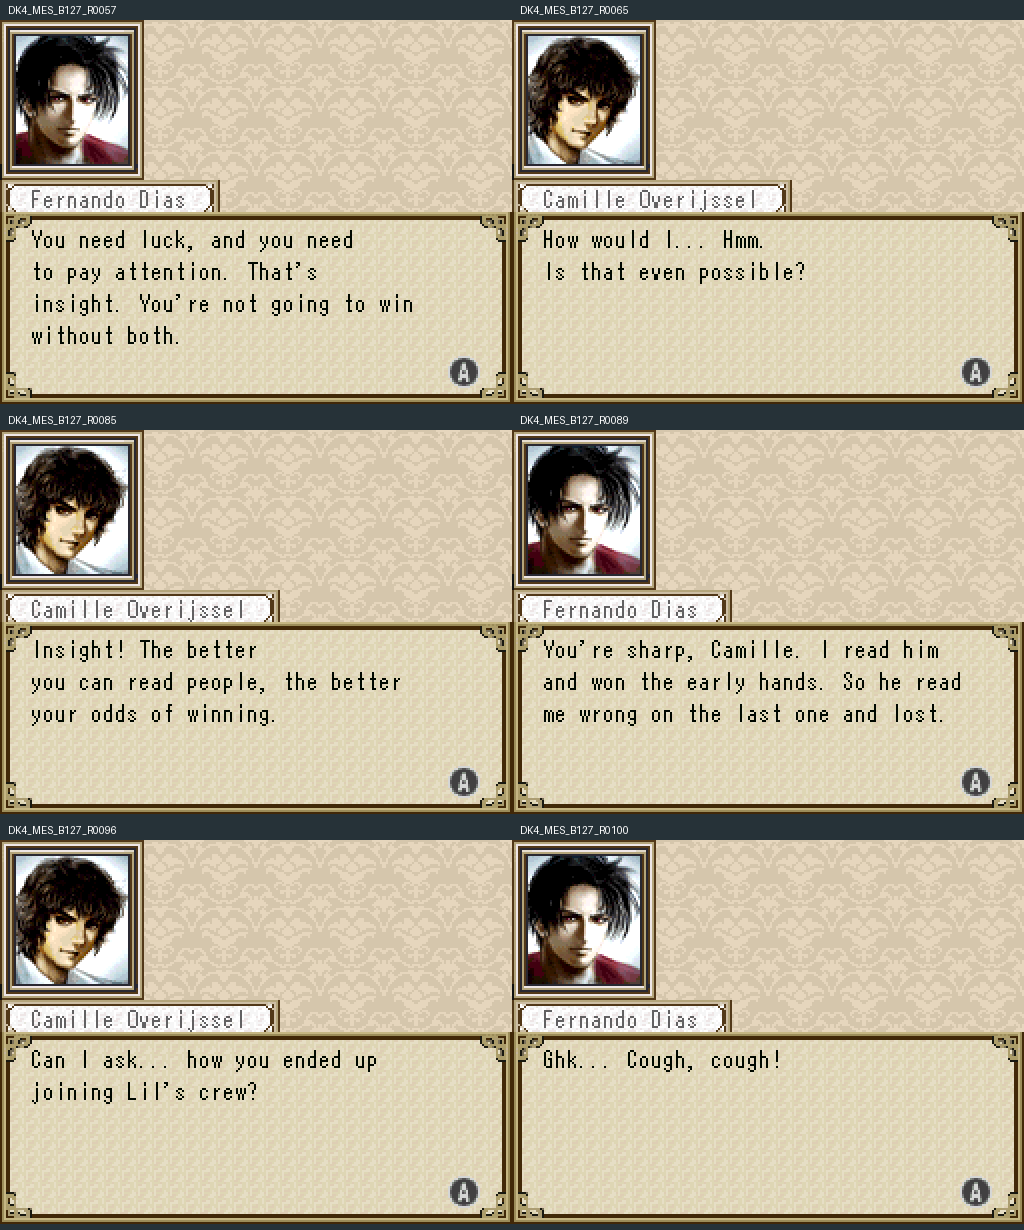 DK4_MES_B127_R0057
Fernando Dias
You need luck, and you need
to pay attention. That's
insight. You're not going to win
without both.
A
DK4_MES_B127_R0065
Camille Overijssel
How would I... Hmm.
Is that even possible?
A
DK4_MES_B127_R0085
Camille Overijssel
Insight! The better
you can read people, the better
your odds of winning.
A
DK4_MES_B127_R0089
Fernando Dias
You're sharp, Camille. I read him
and won the early hands. So he read
me wrong on the last one and lost.
A
DK4_MES_B127_R0096
Camille Overijssel
Can I ask... how you ended up
joining Lil's crew?
A
DK4_MES_B127_R0100
Fernando Dias
Ghk... Cough, cough!
A